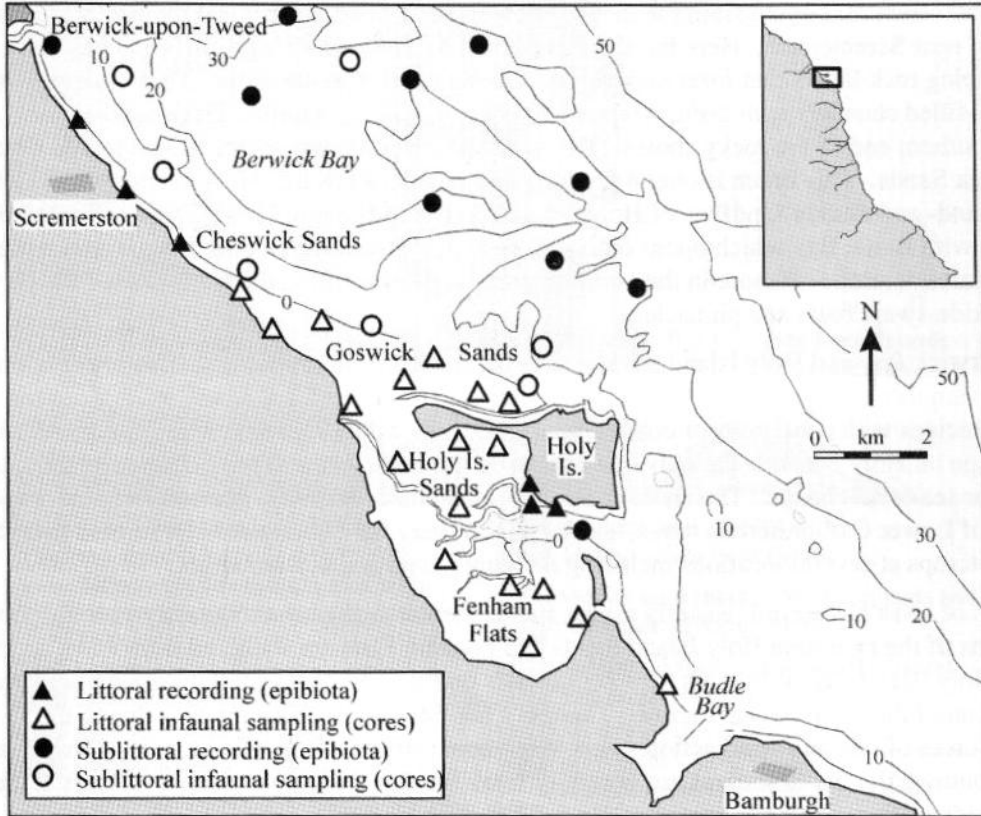 Berwick-upon-Tweed
10
30
20
50
Berwick Bay
Scremerston
Cheswick Sands
0
Goswick Sands
N
0 km 2
50
Holy Is.
Sands
Holy
Is.
0
10
30
20
10
Fenham
Flats
Budle
Bay
10
Bamburgh
Littoral recording (epibiota)
Littoral infaunal sampling (cores)
Sublittoral recording (epibiota)
Sublittoral infaunal sampling (cores)